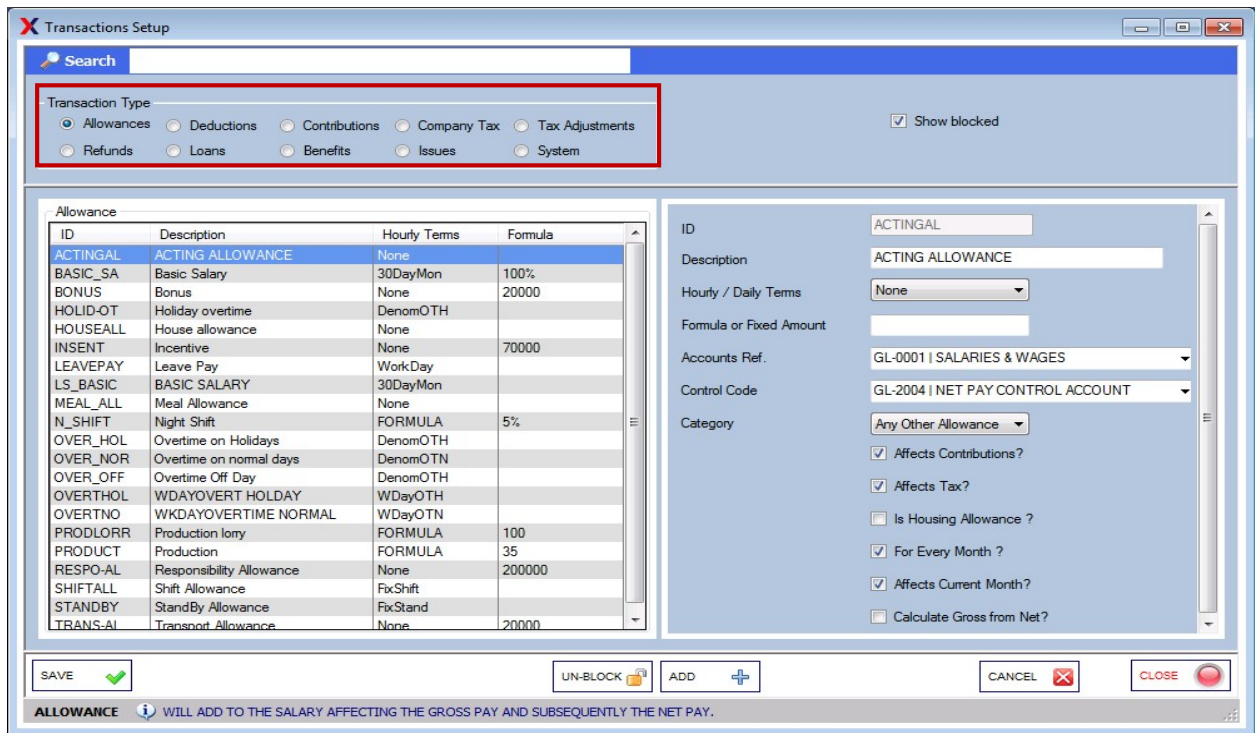 Transactions Setup
Search
Transaction Type
Allowances Deductions Contributions Company Tax Tax Adjustments
Refunds Loans Benefits Issues System
Show blocked
Allowance
ID Description Hourly Terms Formula
ACTINGAL ACTING ALLOWANCE None
BASIC_SA Basic Salary 30DayMon 100%
BONUS Bonus None 20000
HOLID-OT Holiday overtime DenomOTH
HOUSEALL House allowance None
INSENT Incentive None 70000
LEAVEPAY Leave Pay WorkDay
LS_BASIC BASIC SALARY 30DayMon
MEAL_ALL Meal Allowance None
N_SHIFT Night Shift FORMULA 5%
OVER_HOL Overtime on Holidays DenomOTH
OVER_NOR Overtime on normal days DenomOTN
OVER_OFF Overtime Off Day DenomOTH
OVERTHOL WDAYOVERT HOLDAY WDayOTH
OVERTNO WKDAYOVERTIME NORMAL WDayOTN
PRODLORR Production lorry FORMULA 100
PRODUCT Production FORMULA 35
RESPO-AL Responsibility Allowance None 200000
SHIFTALL Shift Allowance FixShift
STANDBY StandBy Allowance FixStand
TRANS-AL Transport Allowance None 20000
ID ACTINGAL
Description ACTING ALLOWANCE
Hourly / Daily Terms None
Formula or Fixed Amount
Accounts Ref. GL-0001 | SALARIES & WAGES
Control Code GL-2004 | NET PAY CONTROL ACCOUNT
Category Any Other Allowance
Affects Contributions?
Affects Tax?
Is Housing Allowance ?
For Every Month ?
Affects Current Month?
Calculate Gross from Net?
SAVE UN-BLOCK ADD CANCEL CLOSE
ALLOWANCE WILL ADD TO THE SALARY AFFECTING THE GROSS PAY AND SUBSEQUENTLY THE NET PAY.